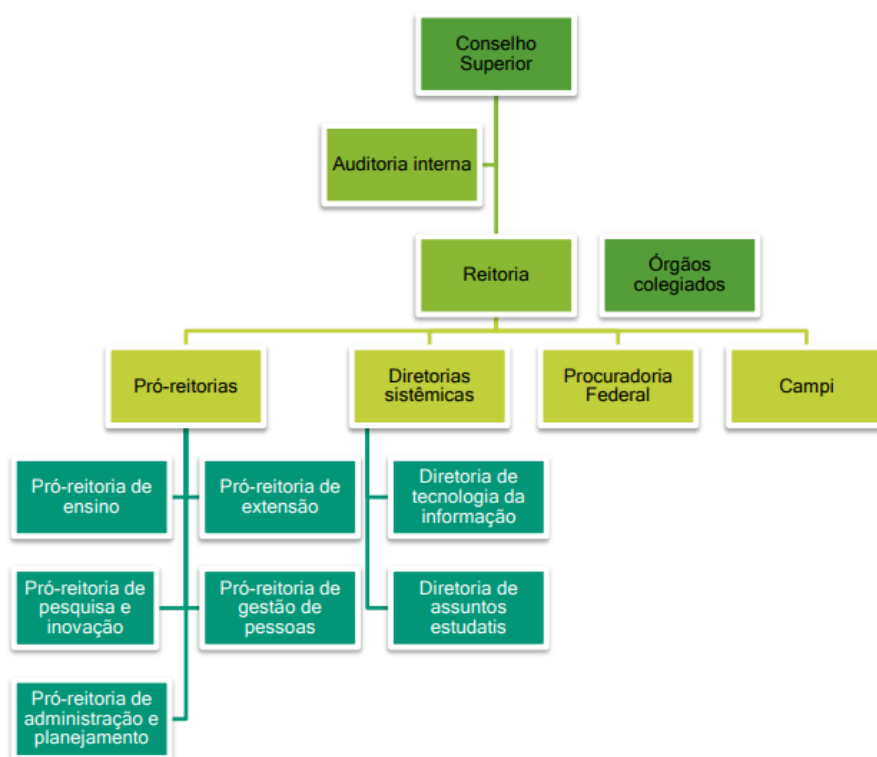 Conselho
Superior
Auditoria interna
Reitoria
Órgãos
colegiados
Pró-reitorias
Diretorias
sistêmicas
Procuradoria
Federal
Campi
Pró-reitoria de
ensino
Pró-reitoria de
extensão
Diretoria de
tecnologia da
informação
Pró-reitoria de
pesquisa e
inovação
Pró-reitoria de
gestão de
pessoas
Diretoria de
assuntos
estudatis
Pró-reitoria de
administração e
planejamento